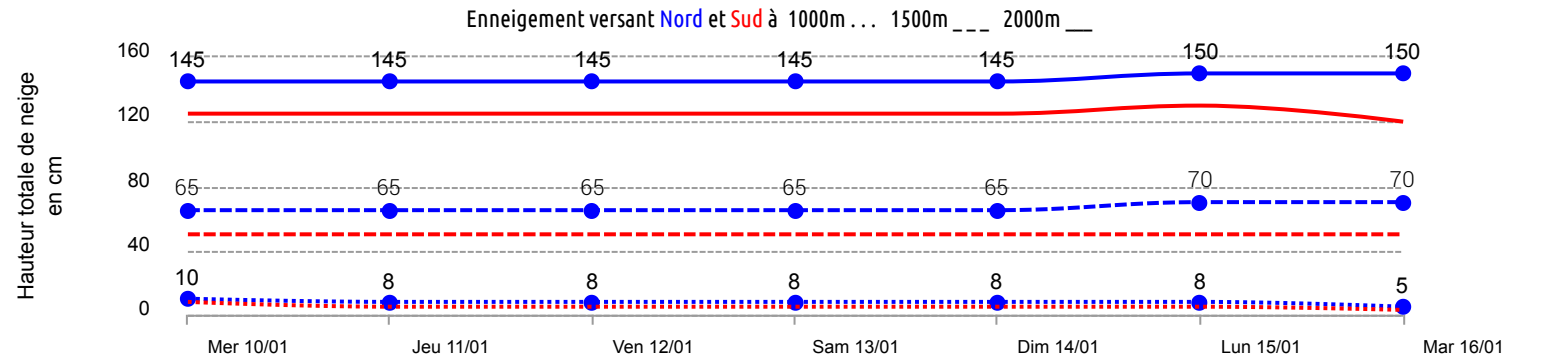 Enneigement versant Nord et Sud à 1000m . . . 1500m _ _ _ 2000m __
Hauteur totale de neige
en cm
160
120
80
40
0
145 145 145 145 145 150 150
65 65 65 65 65 70 70
10 8 8 8 8 8 5
Mer 10/01 Jeu 11/01 Ven 12/01 Sam 13/01 Dim 14/01 Lun 15/01 Mar 16/01